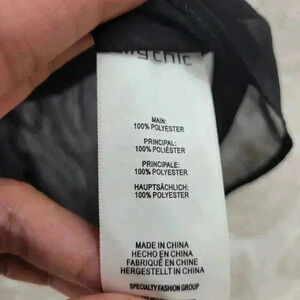 MAIN:
100% POLYESTER
PRINCIPAL:
100% POLIÉSTER
PRINCIPALE:
100% POLYESTER
HAUPTSÄCHLICH:
100% POLYESTER
MADE IN CHINA
HECHO EN CHINA
FABRIQUÉ EN CHINE
HERGESTELLT IN CHINA
SPECIALTY FASHION GROUP